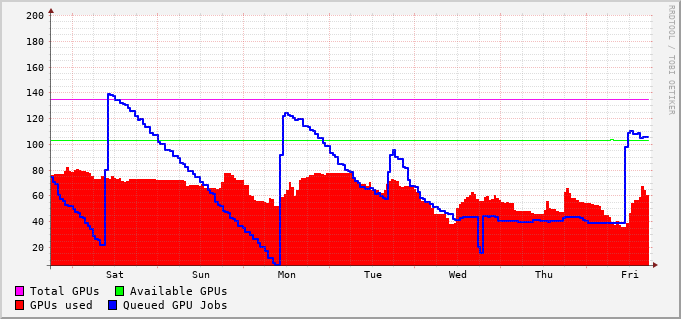 200
180
160
140
120
100
80
60
40
20
Sat Sun Mon Tue Wed Thu Fri
Total GPUs Available GPUs
GPUs used Queued GPU Jobs
RRDTOOL / TOBI OETIKER